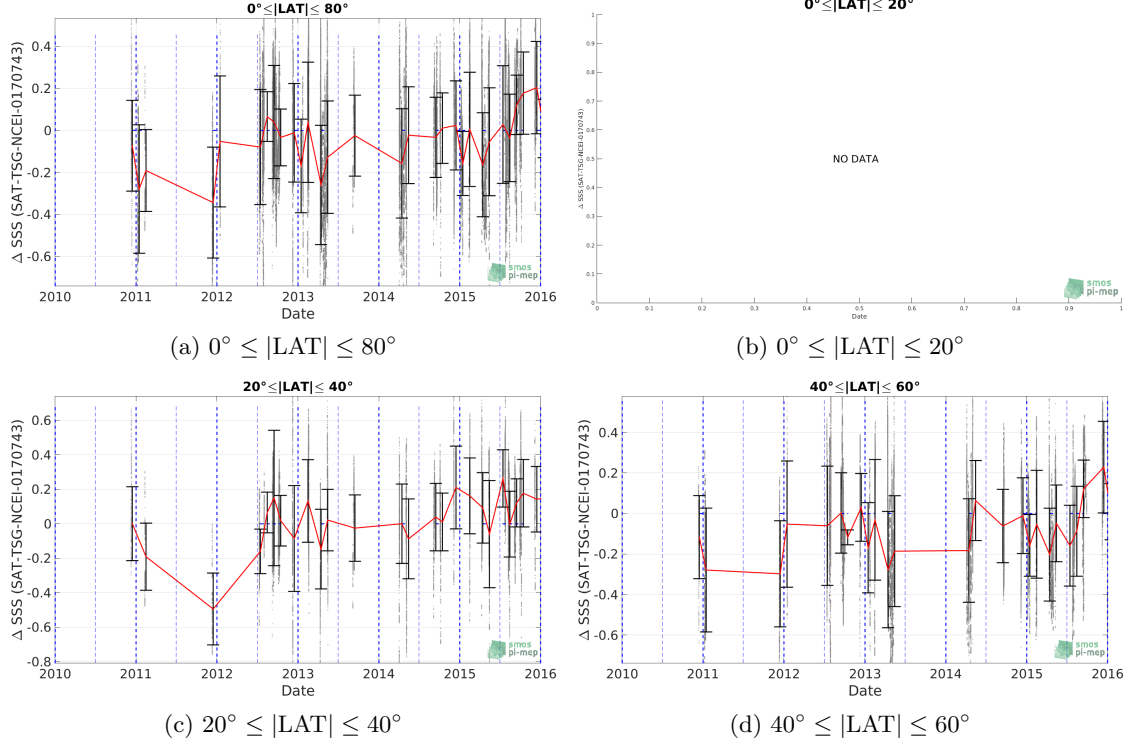 0°≤|LAT|≤ 80°
Δ SSS (SAT-TSG-NCEI-0170743)
0.4
0.2
0
-0.2
-0.4
-0.6
2010 2011 2012 2013 2014 2015 2016
Date
smos
pi-mep
(a) 0° ≤ |LAT| ≤ 80°
0°≤|LAT|≤ 20°
Δ SSS (SAT-TSG-NCEI-0170743)
1
0.9
0.8
0.7
0.6
0.5
0.4
0.3
0.2
0.1
0
NO DATA
0 0.1 0.2 0.3 0.4 0.5 0.6 0.7 0.8 0.9 1
Date
smos
pi-mep
(b) 0° ≤ |LAT| ≤ 20°
20°≤|LAT|≤ 40°
Δ SSS (SAT-TSG-NCEI-0170743)
0.6
0.4
0.2
0
-0.2
-0.4
-0.6
-0.8
2010 2011 2012 2013 2014 2015 2016
Date
smos
pi-mep
(c) 20° ≤ |LAT| ≤ 40°
40°≤|LAT|≤ 60°
Δ SSS (SAT-TSG-NCEI-0170743)
0.4
0.2
0
-0.2
-0.4
-0.6
2010 2011 2012 2013 2014 2015 2016
Date
smos
pi-mep
(d) 40° ≤ |LAT| ≤ 60°